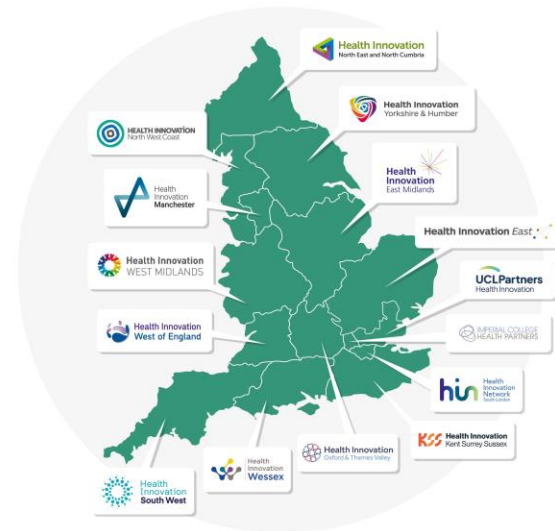 Health Innovation
North East and North Cumbria
Health Innovation
Yorkshire & Humber
HEALTH INNOVATION
North West Coast
Health
Innovation
East Midlands
Health
Innovation
Manchester
Health Innovation East
Health Innovation
WEST MIDLANDS
UCLPartners
Health Innovation
Health Innovation
West of England
IMPERIAL COLLEGE
HEALTH PARTNERS
hin
Health
Innovation
Network
South London
KSS
Health Innovation
Kent Surrey Sussex
Health Innovation
Oxford & Thames Valley
Health
Innovation
Wessex
Health
Innovation
South West